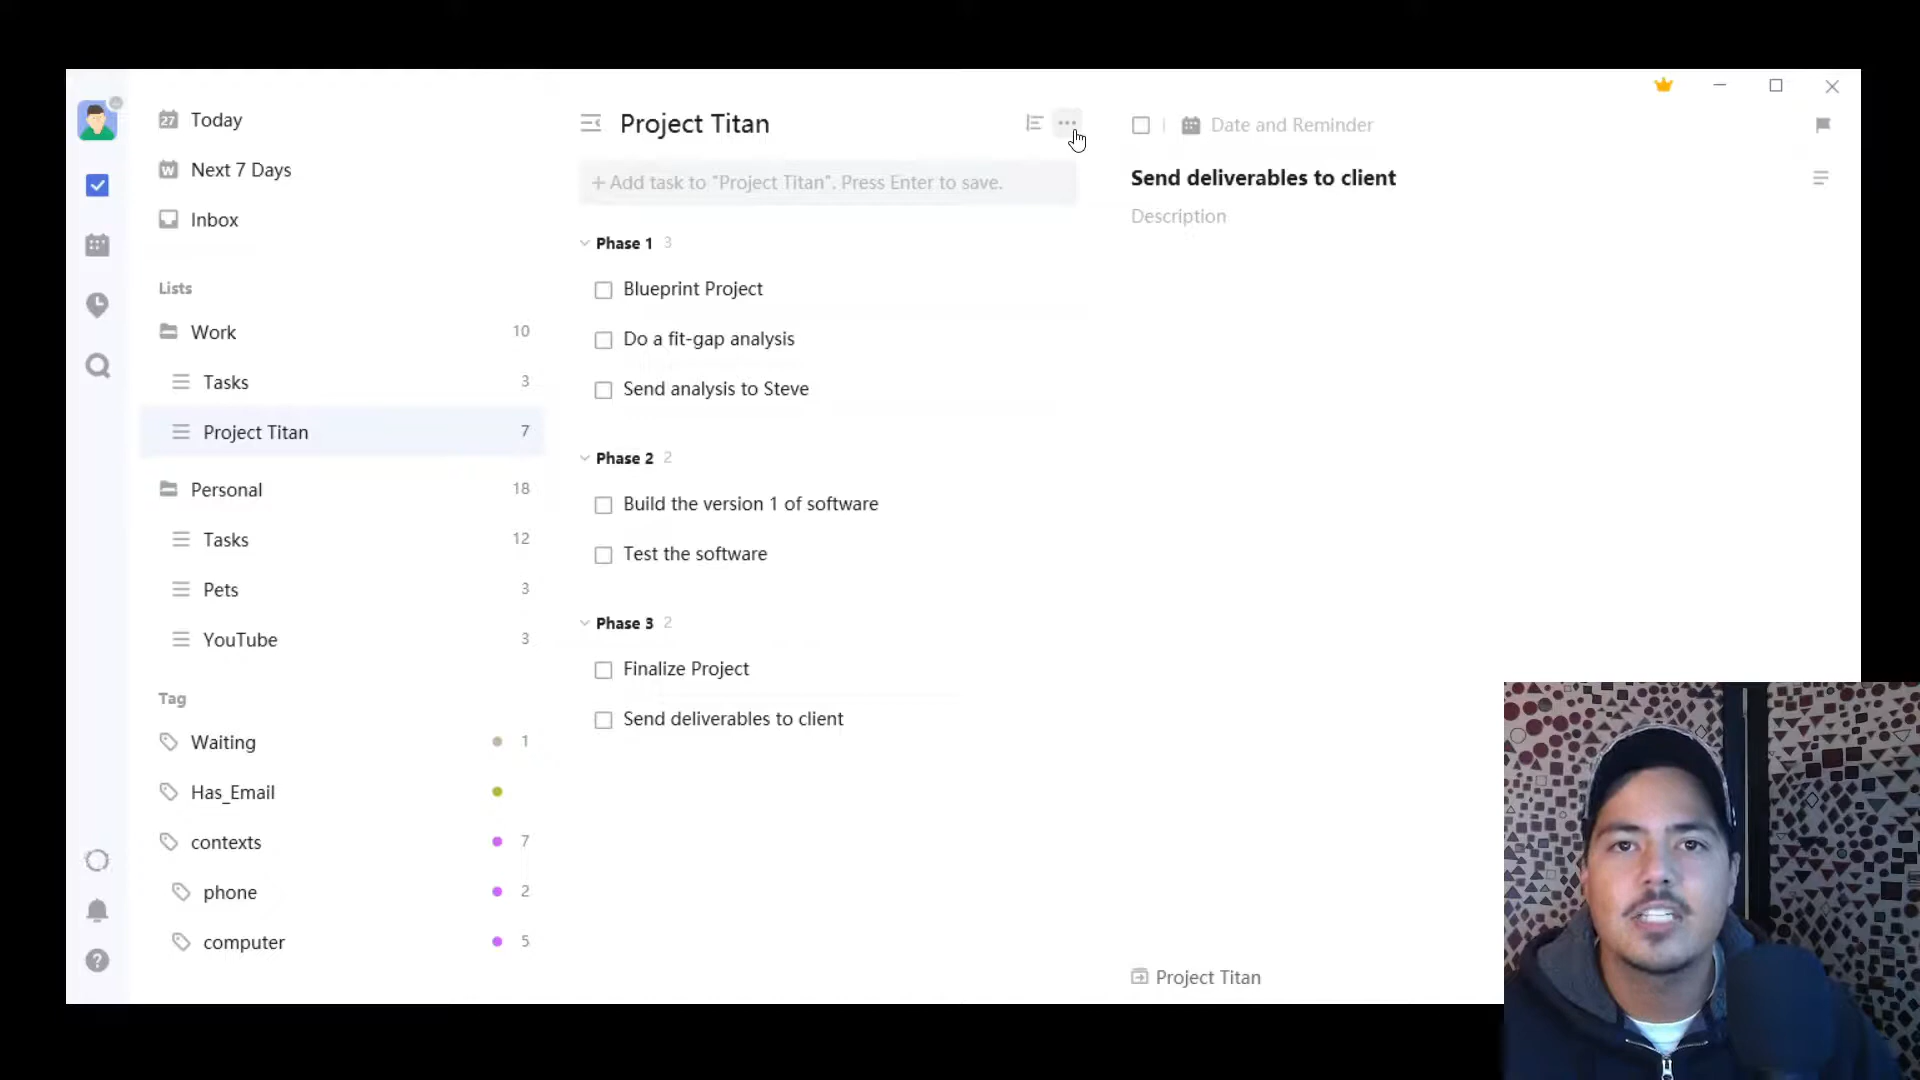 27 Today
W Next 7 Days
Inbox
Lists
Work 10
Tasks 3
Project Titan 7
Personal 18
Tasks 12
Pets 3
YouTube 3
Tag
Waiting 1
Has_Email
contexts 7
phone 2
computer 5
?
Project Titan
+ Add task to "Project Titan". Press Enter to save.
Phase 1 3
Blueprint Project
Do a fit-gap analysis
Send analysis to Steve
Phase 2 2
Build the version 1 of software
Test the software
Phase 3 2
Finalize Project
Send deliverables to client
Date and Reminder
Send deliverables to client
Description
Project Titan